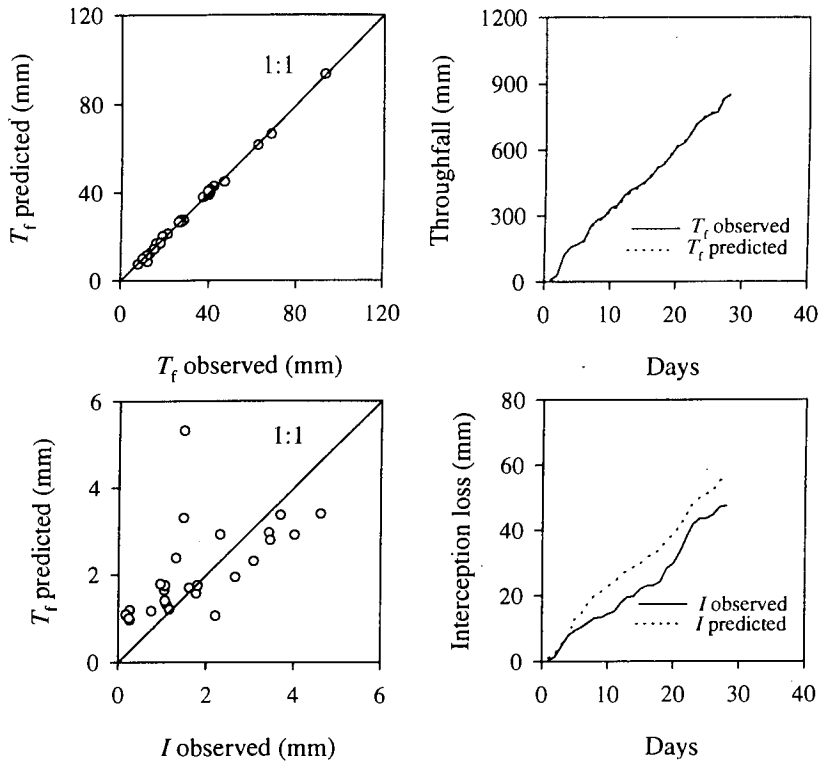 120
80
40
0
T_f predicted (mm)
1:1
0 40 80 120
T_f observed (mm)
1200
900
600
300
0
Throughfall (mm)
T_f observed
T_f predicted
0 10 20 30 40
Days
6
4
2
0
T_f predicted (mm)
1:1
0 2 4 6
I observed (mm)
80
60
40
20
0
Interception loss (mm)
I observed
I predicted
0 10 20 30 40
Days